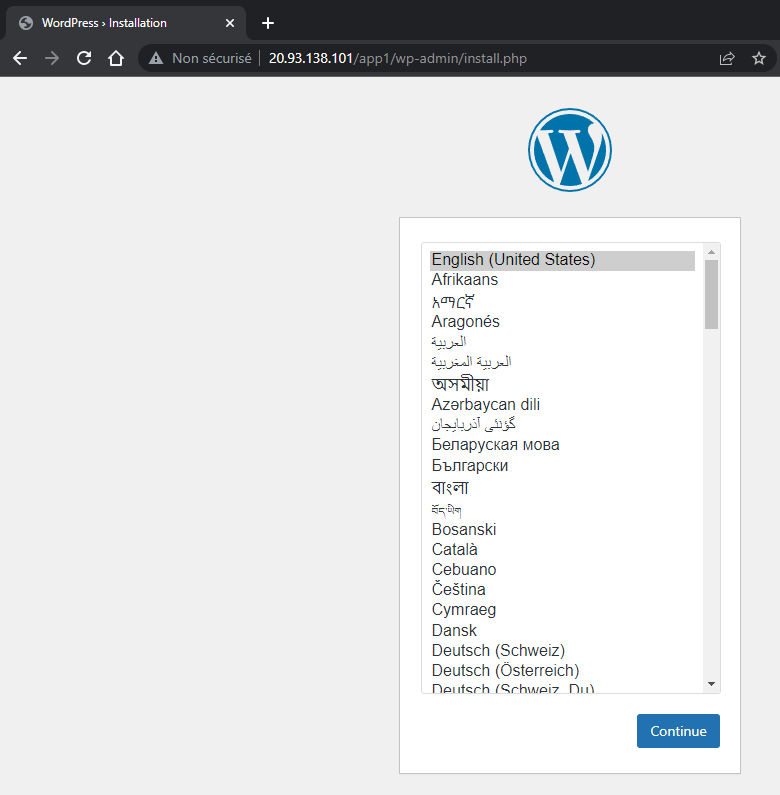 WordPress › Installation
Non sécurisé
20.93.138.101/app1/wp-admin/install.php
English (United States)
Afrikaans
አማርኛ
Aragonés
العربية
العربية المغربية
অসমীয়া
Azərbaycan dili
گؤنئی آذربایجان
Беларуская мова
Български
বাংলা
བོད་ཡིག
Bosanski
Català
Cebuano
Čeština
Cymraeg
Dansk
Deutsch (Schweiz)
Deutsch (Österreich)
Deutsch (Schweiz, Du)
Continue